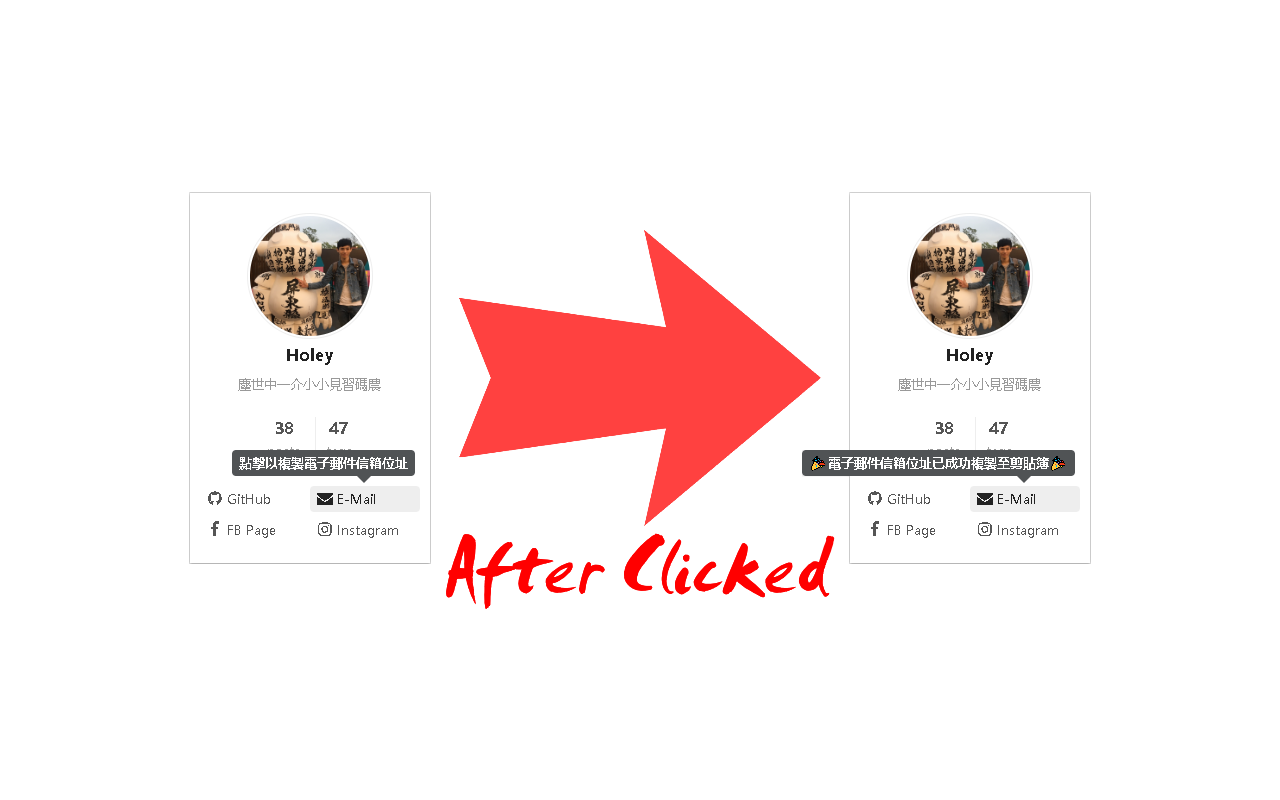 Holey
塵世中一介小小見習碼農
38 47
點擊以複製電子郵件信箱位址
GitHub E-Mail
FB Page Instagram
After Clicked
Holey
塵世中一介小小見習碼農
38 47
🎉電子郵件信箱位址已成功複製至剪貼簿🎉
GitHub E-Mail
FB Page Instagram